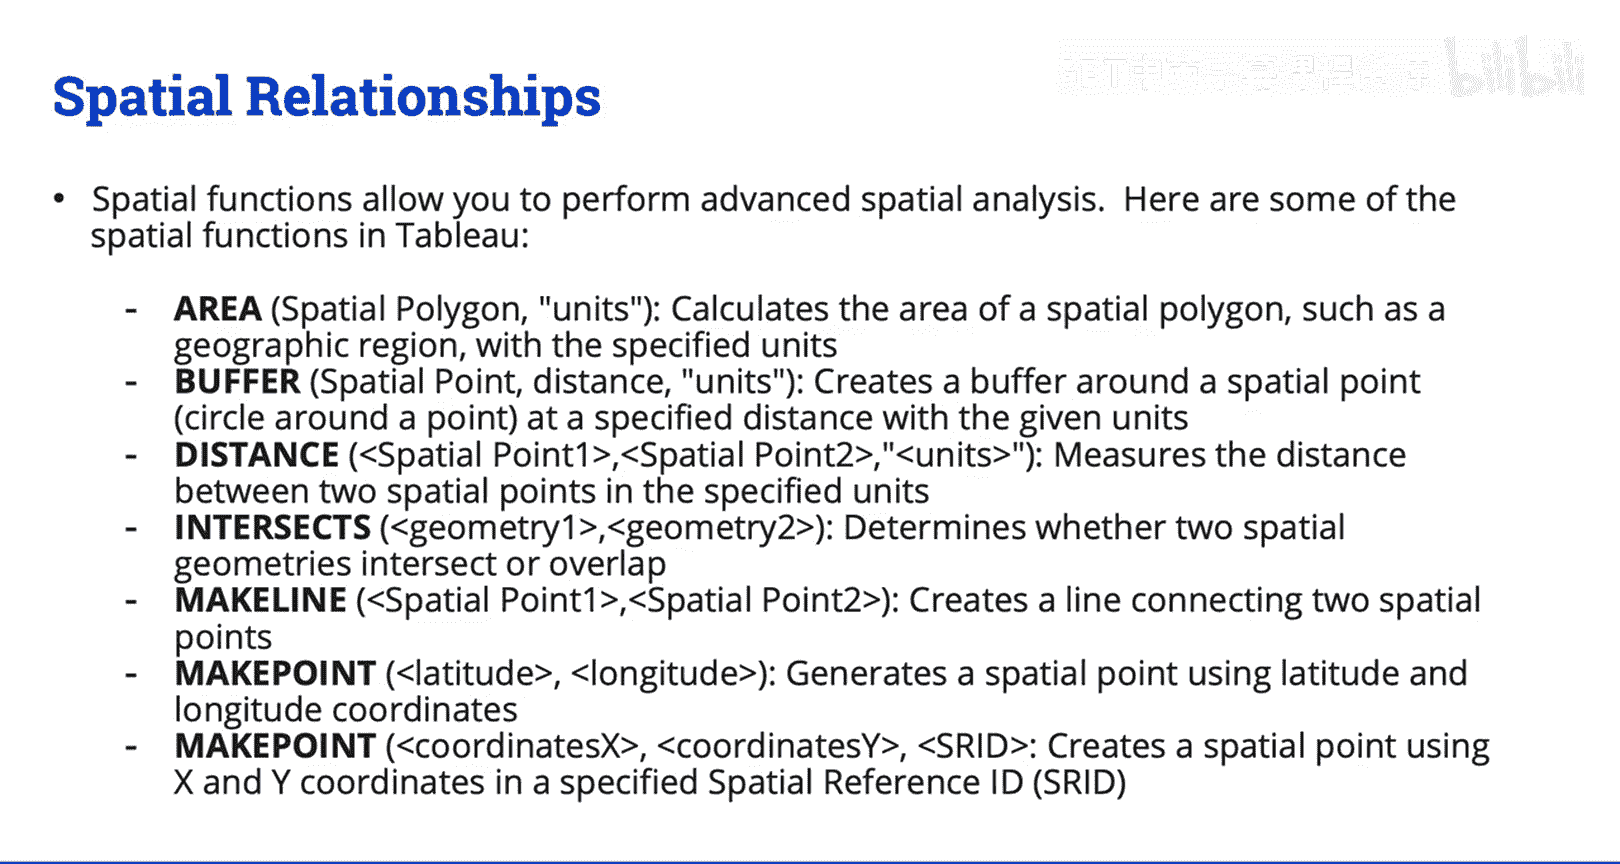 Spatial Relationships
bilibili
• Spatial functions allow you to perform advanced spatial analysis.  Here are some of the
spatial functions in Tableau:
- AREA (Spatial Polygon, "units"): Calculates the area of a spatial polygon, such as a
geographic region, with the specified units
- BUFFER (Spatial Point, distance, "units"): Creates a buffer around a spatial point
(circle around a point) at a specified distance with the given units
- DISTANCE (<Spatial Point1>,<Spatial Point2>,"<units>"): Measures the distance
between two spatial points in the specified units
- INTERSECTS (<geometry1>,<geometry2>): Determines whether two spatial
geometries intersect or overlap
- MAKELINE (<Spatial Point1>,<Spatial Point2>): Creates a line connecting two spatial
points
- MAKEPOINT (<latitude>, <longitude>): Generates a spatial point using latitude and
longitude coordinates
- MAKEPOINT (<coordinatesX>, <coordinatesY>, <SRID>: Creates a spatial point using
X and Y coordinates in a specified Spatial Reference ID (SRID)